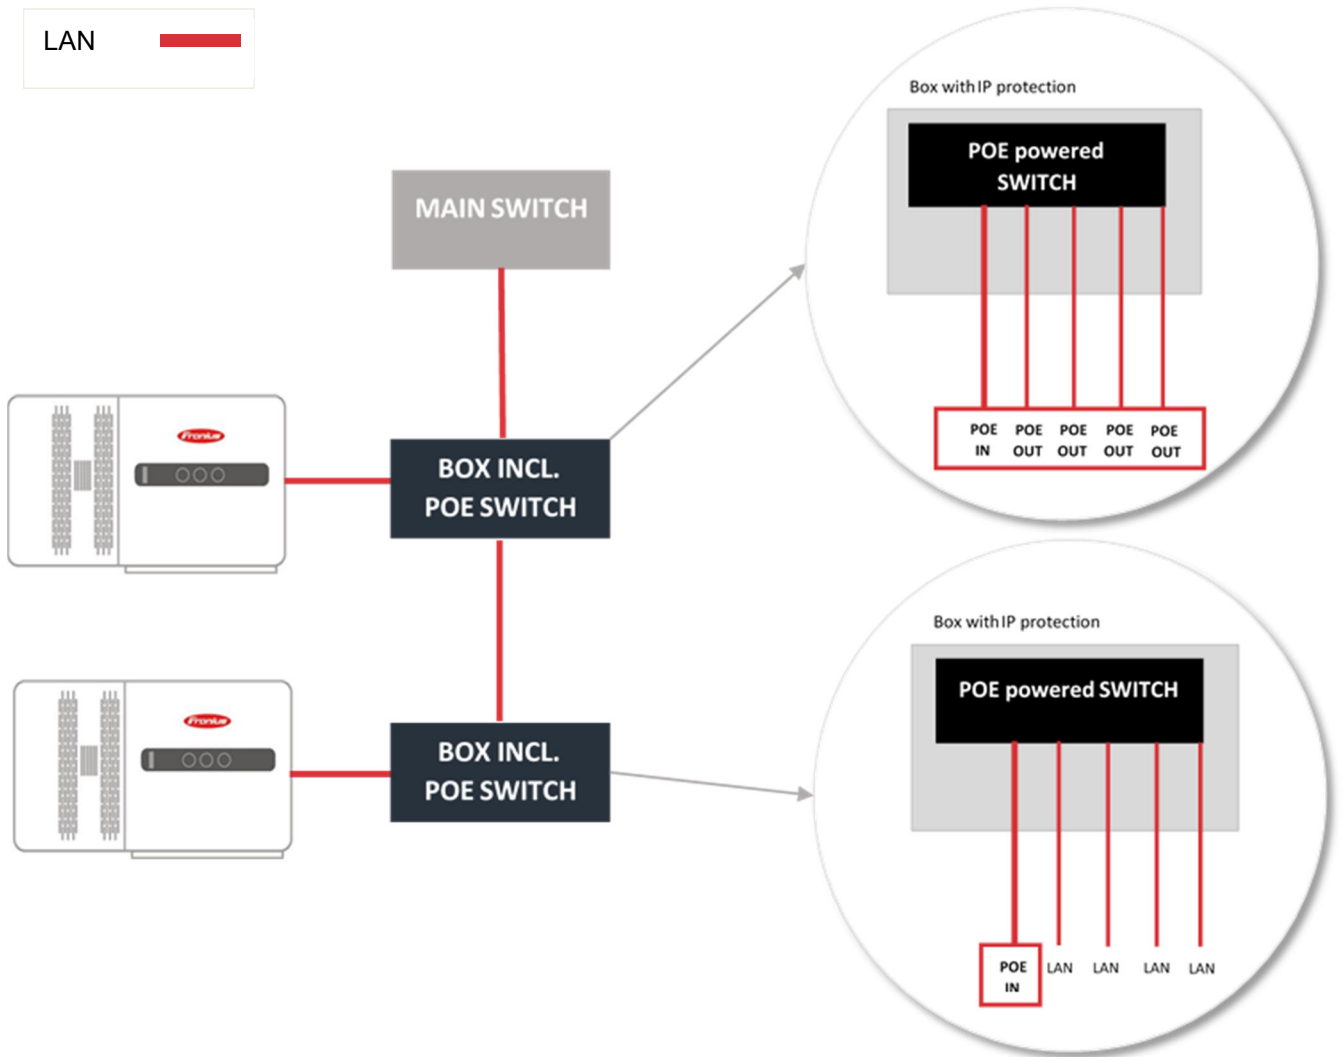 LAN
Box with IP protection
POE powered
SWITCH
MAIN SWITCH
POE POE POE POE POE
IN OUT OUT OUT OUT
Fronius
BOX INCL.
POE SWITCH
Box with IP protection
POE powered SWITCH
Fronius
BOX INCL.
POE SWITCH
POE LAN LAN LAN LAN
IN